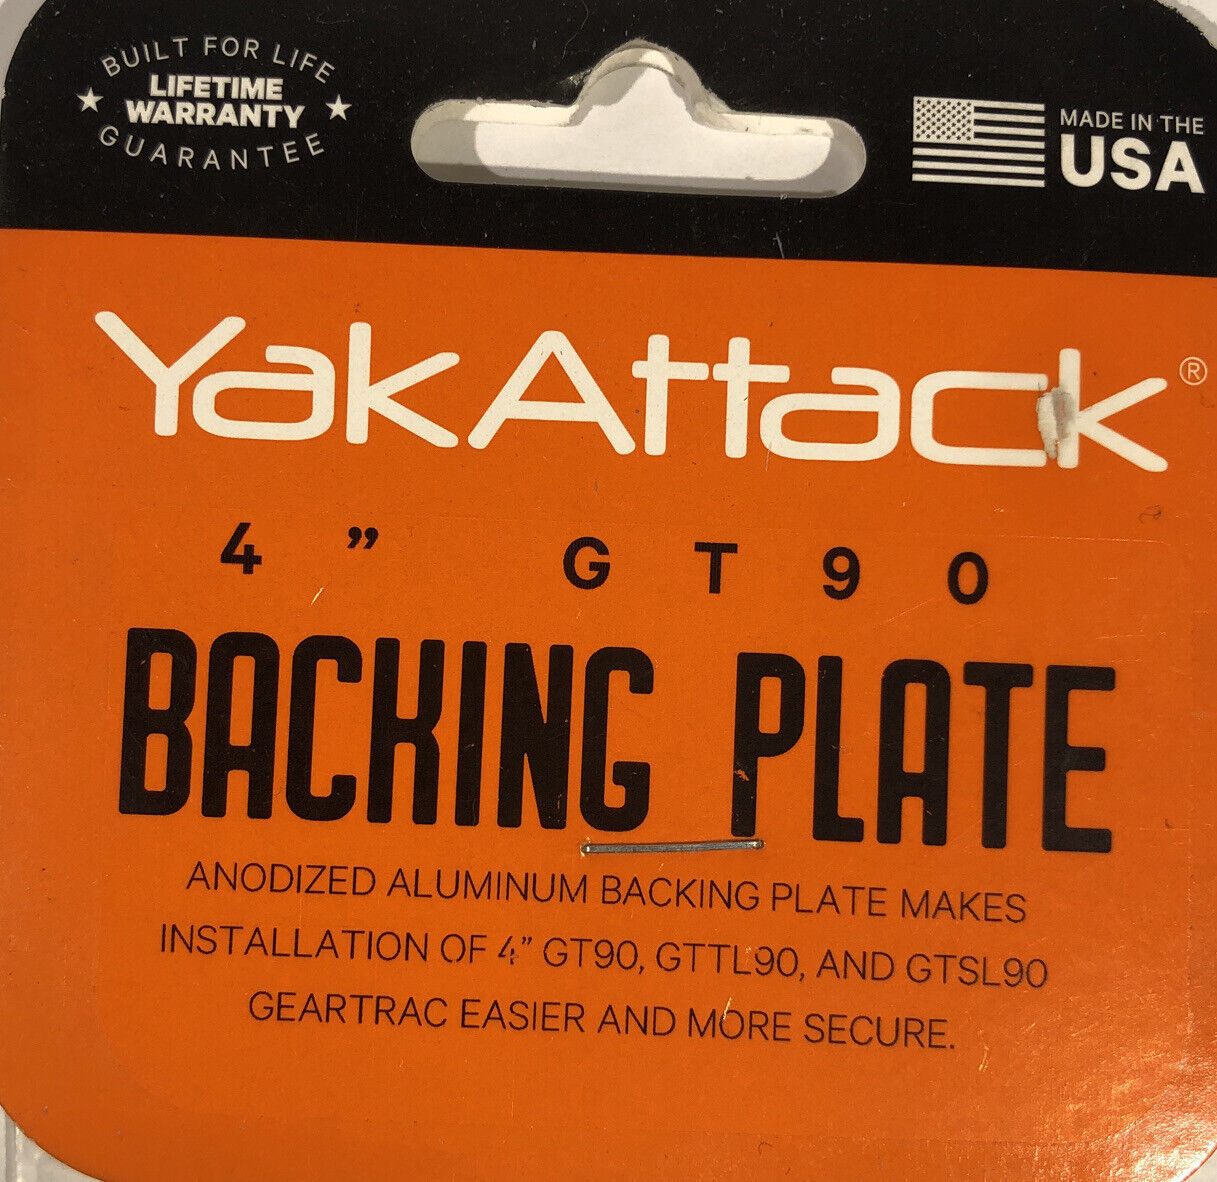 BUILT FOR LIFE
LIFETIME
WARRANTY
GUARANTEE
MADE IN THE
USA
YakAttack®
4” GT90
BACKING PLATE
ANODIZED ALUMINUM BACKING PLATE MAKES
INSTALLATION OF 4” GT90, GTTL90, AND GTSL90
GEARTRAC EASIER AND MORE SECURE.